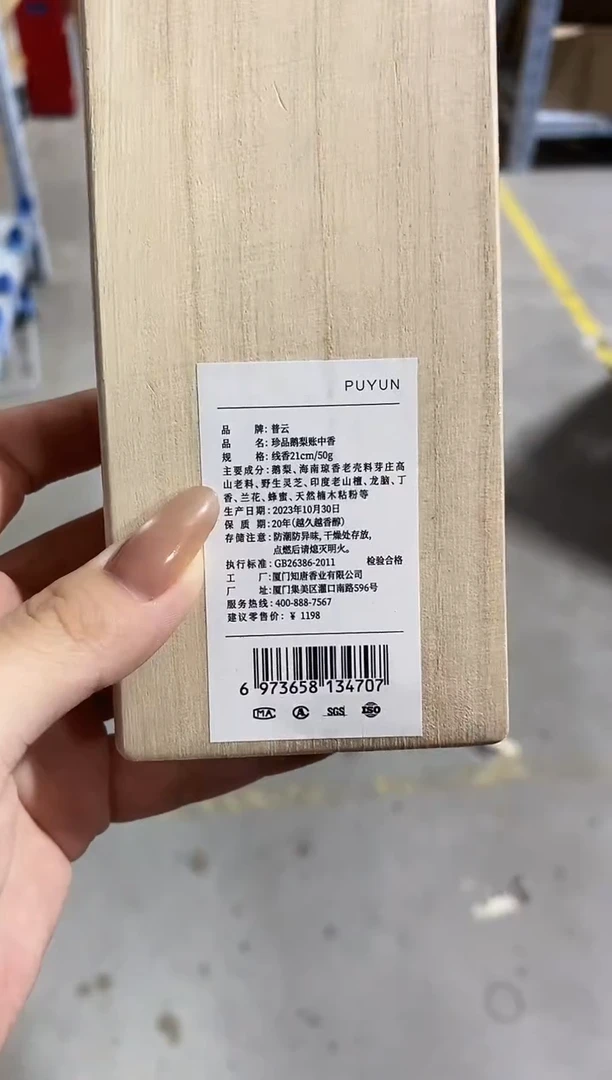 PUYUN
品 牌: 普云
品 名: 珍品鹅梨账中香
规 格: 线香21cm/50g
主要成分: 鹅梨、海南琼香老壳料芽庄高
山老料、野生灵芝、印度老山檀、龙脑、丁
香、兰花、蜂蜜、天然楠木粘粉等
生产日期: 2023年10月30日
保 质 期: 20年(越久越香醇)
存储注意: 防潮防异味, 干燥处存放,
点燃后请熄灭明火。
执行标准: GB26386-2011 检验合格
工 厂: 厦门知唐香业有限公司
厂 址: 厦门集美区灌口南路596号
服务热线: 400-888-7567
建议零售价: ¥ 1198
6 973658 134707
MA A SGS ISO